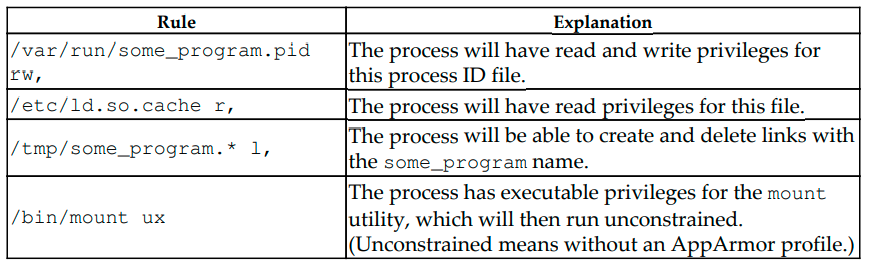 Rule
Explanation
/var/run/some_program.pid
rw,
The process will have read and write privileges for
this process ID file.
/etc/ld.so.cache r,
The process will have read privileges for this file.
/tmp/some_program.* l,
The process will be able to create and delete links with
the some_program name.
/bin/mount ux
The process has executable privileges for the mount
utility, which will then run unconstrained.
(Unconstrained means without an AppArmor profile.)